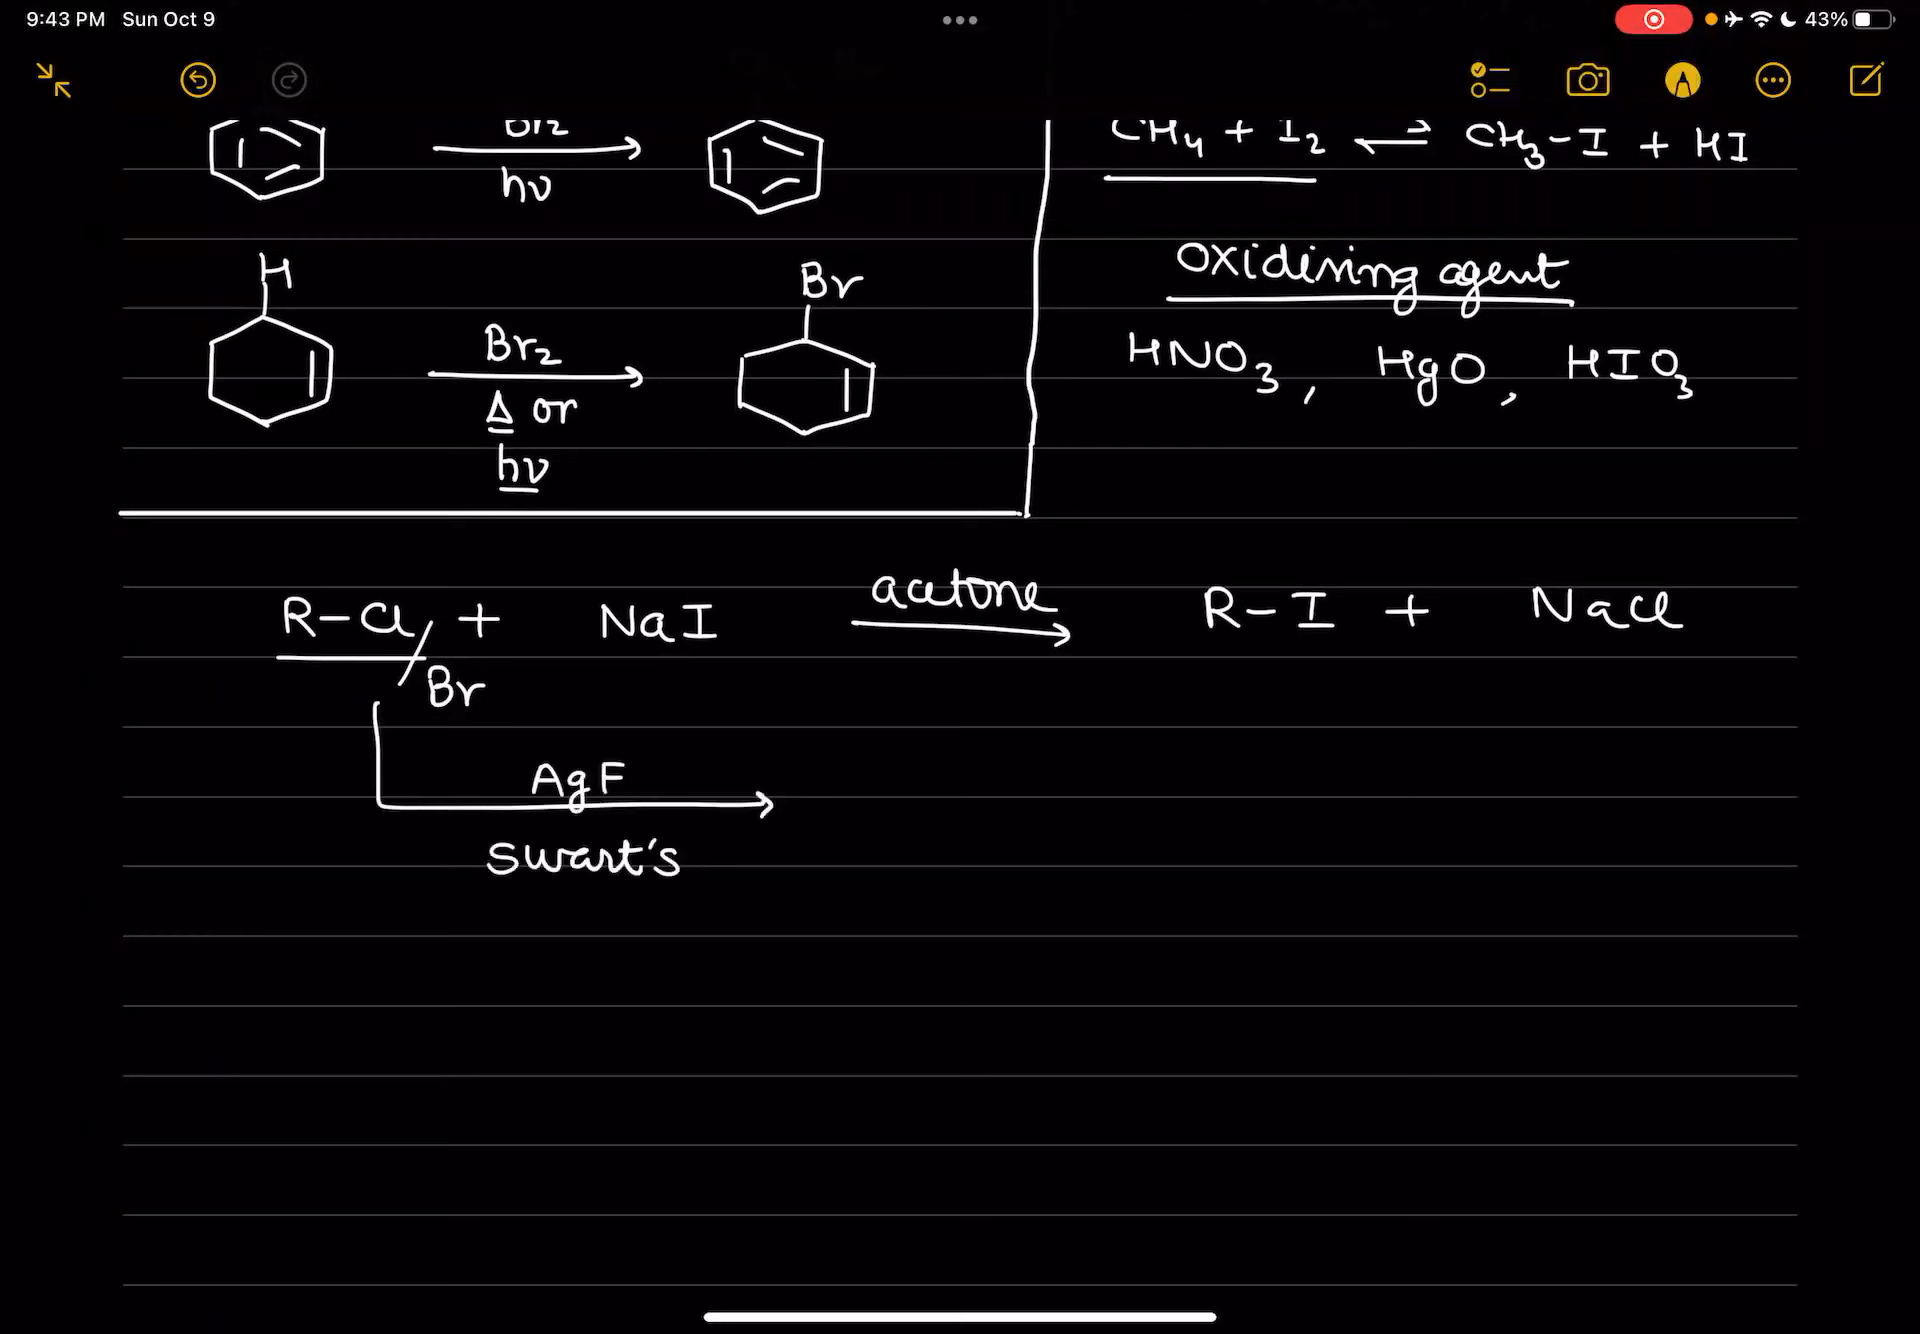 9:43 PM Sun Oct 9
43%
Br2
hν
CH4 + I2 ⇌ CH3-I + HI
H
Br
Br2
Δ or
hν
Oxidising agent
HNO3, HgO, HIO3
R-Cl/Br + NaI acetone → R-I + NaCl
AgF
Swart's